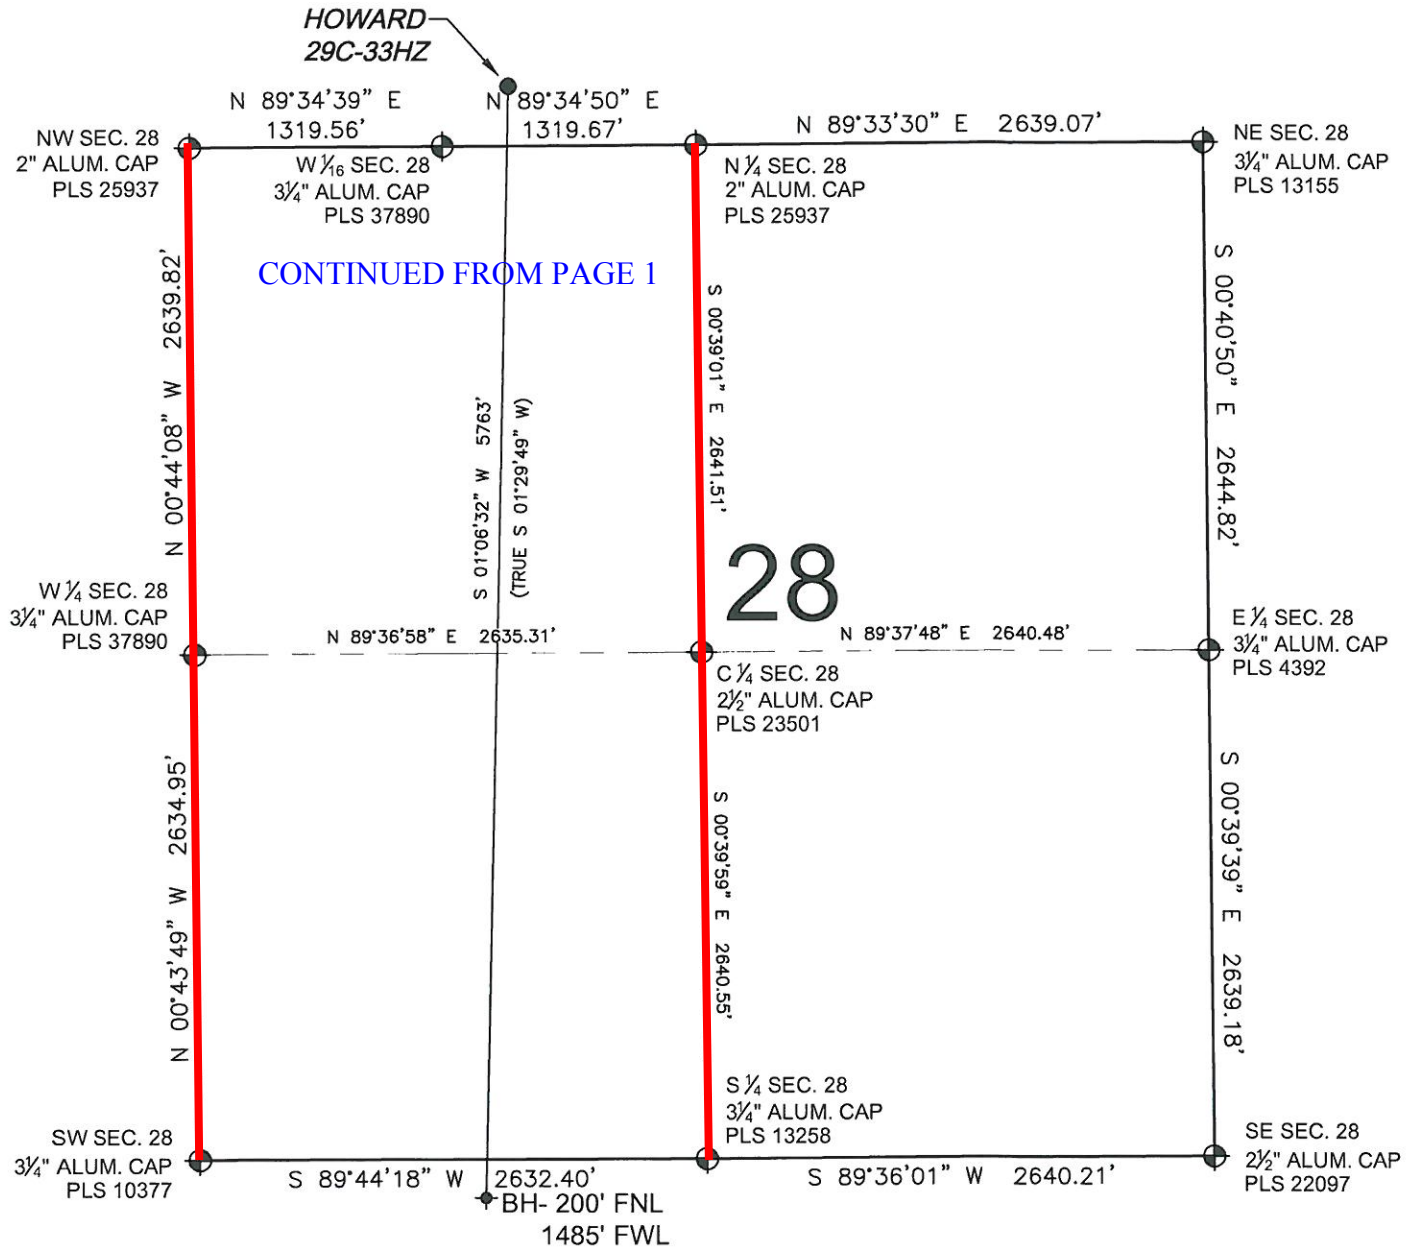 HOWARD
29C-33HZ
N 89°34'39" E
1319.56'
N 89°34'50" E
1319.67'
N 89°33'30" E 2639.07'
NW SEC. 28
2" ALUM. CAP
PLS 25937
W 1/16 SEC. 28
3¼" ALUM. CAP
PLS 37890
N ¼ SEC. 28
2" ALUM. CAP
PLS 25937
NE SEC. 28
3¼" ALUM. CAP
PLS 13155
CONTINUED FROM PAGE 1
N 00°44'08" W 2639.82'
S 01°06'32" W 5763'
(TRUE S 01°29'49" W)
S 00°39'01" E 2641.51'
S 00°40'50" E 2644.82'
28
W ¼ SEC. 28
3¼" ALUM. CAP
PLS 37890
N 89°36'58" E 2635.31'
N 89°37'48" E 2640.48'
E ¼ SEC. 28
3¼" ALUM. CAP
PLS 4392
C ¼ SEC. 28
2½" ALUM. CAP
PLS 23501
N 00°43'49" W 2634.95'
S 00°39'59" E 2640.55'
S 00°39'39" E 2639.18'
S ¼ SEC. 28
3¼" ALUM. CAP
PLS 13258
SW SEC. 28
3¼" ALUM. CAP
PLS 10377
S 89°44'18" W 2632.40'
S 89°36'01" W 2640.21'
SE SEC. 28
2½" ALUM. CAP
PLS 22097
BH- 200' FNL
1485' FWL